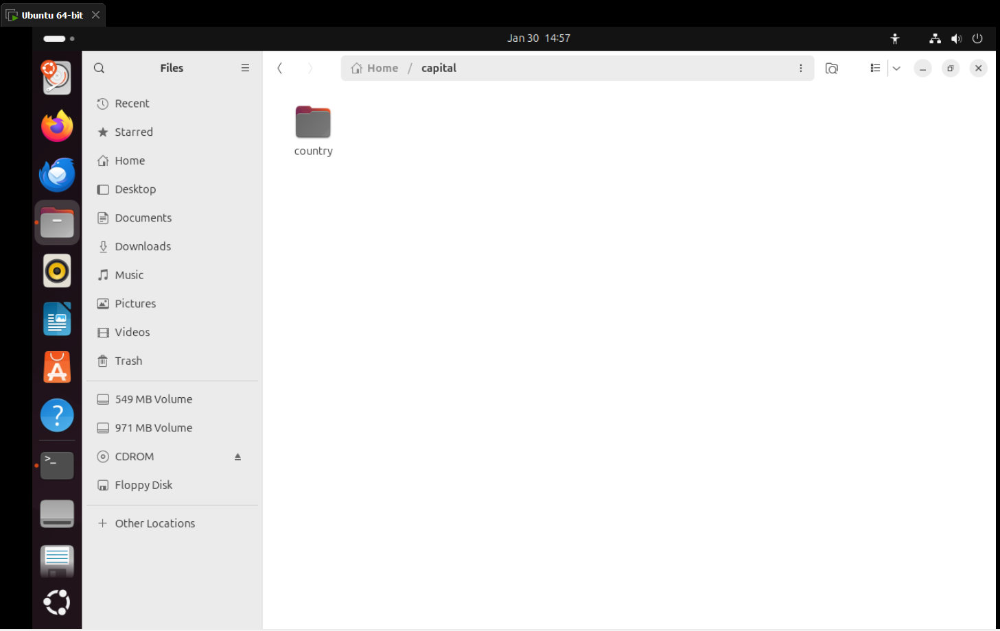 Ubuntu 64-bit
Jan 30 14:57
Files
Home / capital
Recent
Starred
Home
Desktop
Documents
Downloads
Music
Pictures
Videos
Trash
549 MB Volume
971 MB Volume
CDROM
Floppy Disk
Other Locations
country